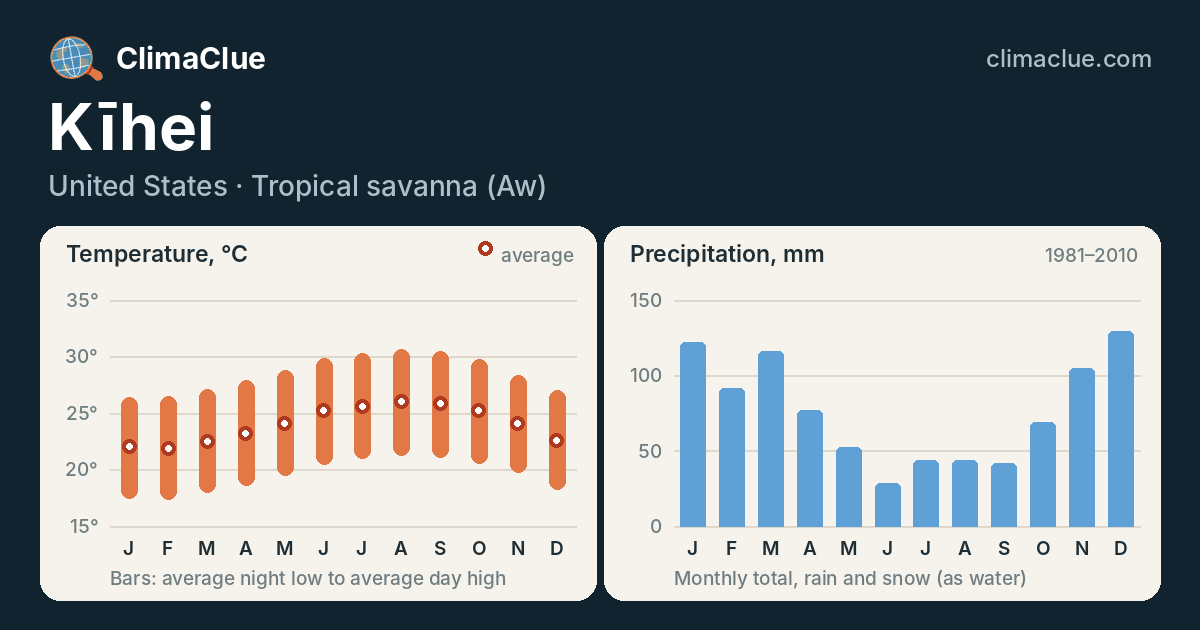 ClimaClue
climaclue.com
Kīhei
United States · Tropical savanna (Aw)
Temperature, °C
average
35°
30°
25°
20°
15°
J F M A M J J A S O N D
Bars: average night low to average day high
Precipitation, mm
1981–2010
150
100
50
0
J F M A M J J A S O N D
Monthly total, rain and snow (as water)